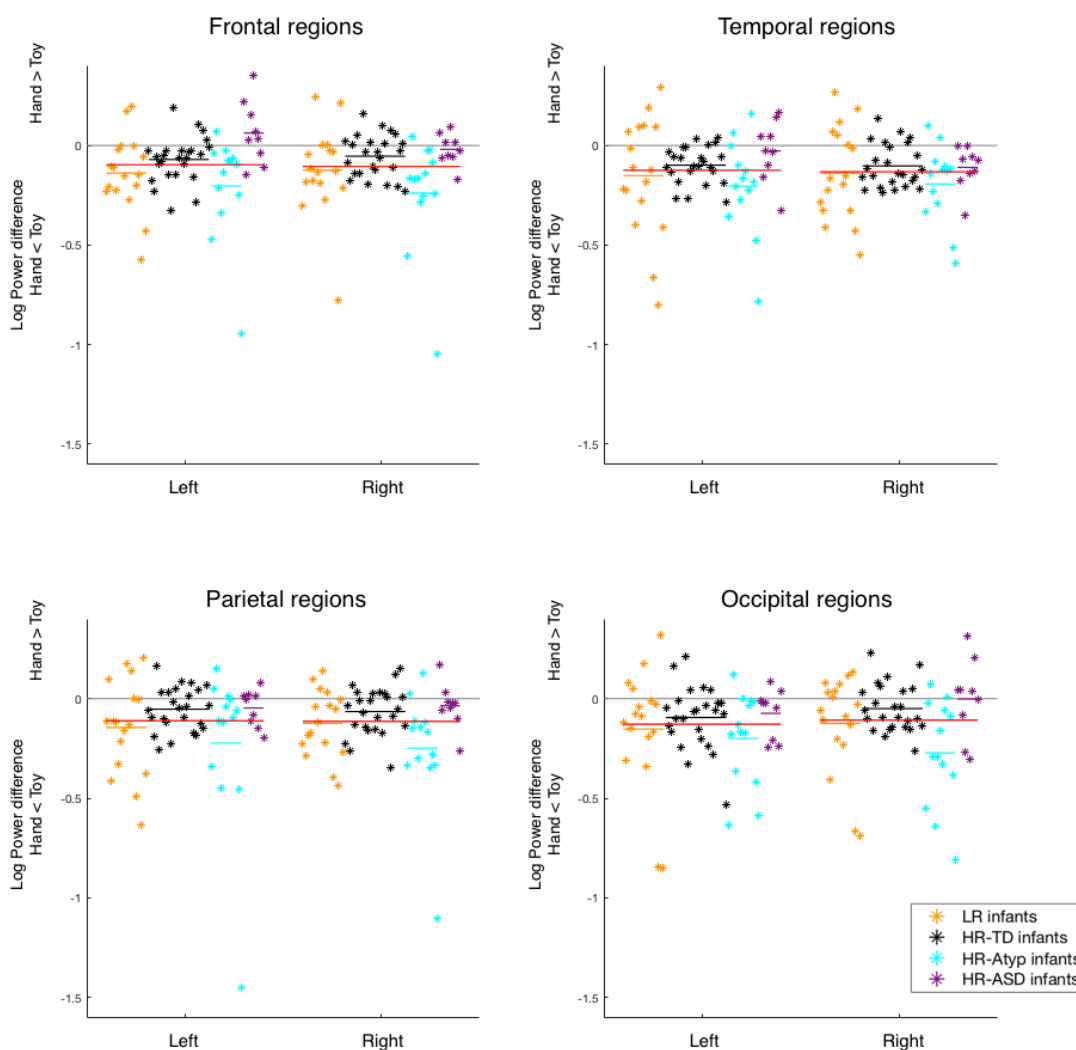 Frontal regions
Hand > Toy
Log Power difference
Hand < Toy
0
-0.5
-1
-1.5
Left
Right
Temporal regions
Hand > Toy
Log Power difference
Hand < Toy
0
-0.5
-1
-1.5
Left
Right
Parietal regions
Hand > Toy
Log Power difference
Hand < Toy
0
-0.5
-1
-1.5
Left
Right
Occipital regions
Hand > Toy
Log Power difference
Hand < Toy
0
-0.5
-1
-1.5
Left
Right
LR infants
HR-TD infants
HR-Atyp infants
HR-ASD infants